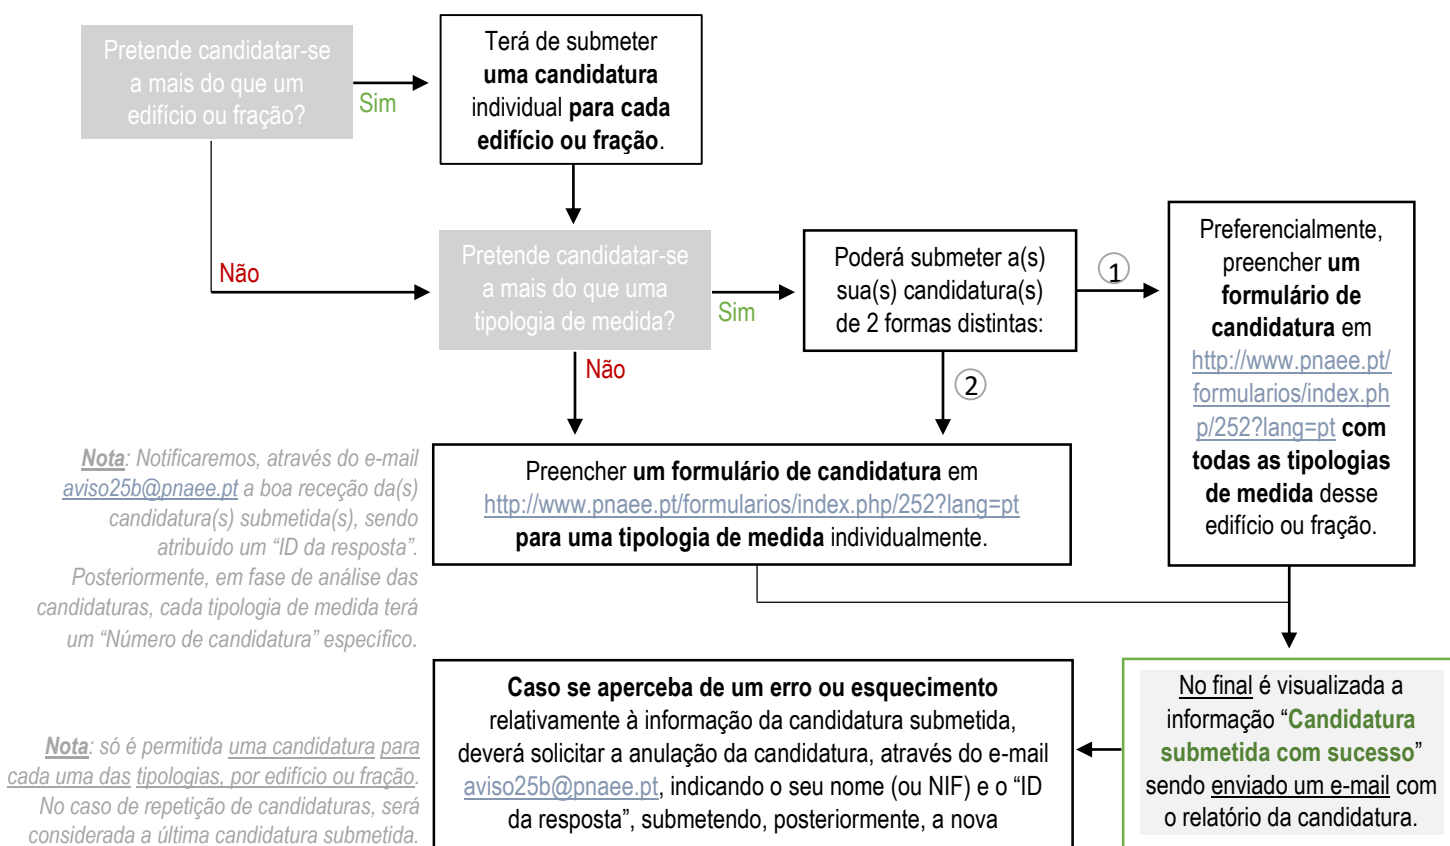 Pretende candidatar-se
a mais do que um
edifício ou fração?
Sim
Terá de submeter
uma candidatura
individual para cada
edifício ou fração.
Não
Pretende candidatar-se
a mais do que uma
tipologia de medida?
Sim
Não
Poderá submeter a(s)
sua(s) candidatura(s)
de 2 formas distintas:
1
2
Preferencialmente,
preencher um
formulário de
candidatura em
http://www.pnaee.pt/
formularios/index.ph
p/252?lang=pt com
todas as tipologias
de medida desse
edifício ou fração.
Preencher um formulário de candidatura em
http://www.pnaee.pt/formularios/index.php/252?lang=pt
para uma tipologia de medida individualmente.
Nota: Notificaremos, através do e-mail
aviso25b@pnaee.pt a boa receção da(s)
candidatura(s) submetida(s), sendo
atribuído um “ID da resposta”.
Posteriormente, em fase de análise das
candidaturas, cada tipologia de medida terá
um “Número de candidatura” específico.
No final é visualizada a
informação “Candidatura
submetida com sucesso”
sendo enviado um e-mail com
o relatório da candidatura.
Caso se aperceba de um erro ou esquecimento
relativamente à informação da candidatura submetida,
deverá solicitar a anulação da candidatura, através do e-mail
aviso25b@pnaee.pt, indicando o seu nome (ou NIF) e o “ID
da resposta”, submetendo, posteriormente, a nova
Nota: só é permitida uma candidatura para
cada uma das tipologias, por edifício ou fração.
No caso de repetição de candidaturas, será
considerada a última candidatura submetida.